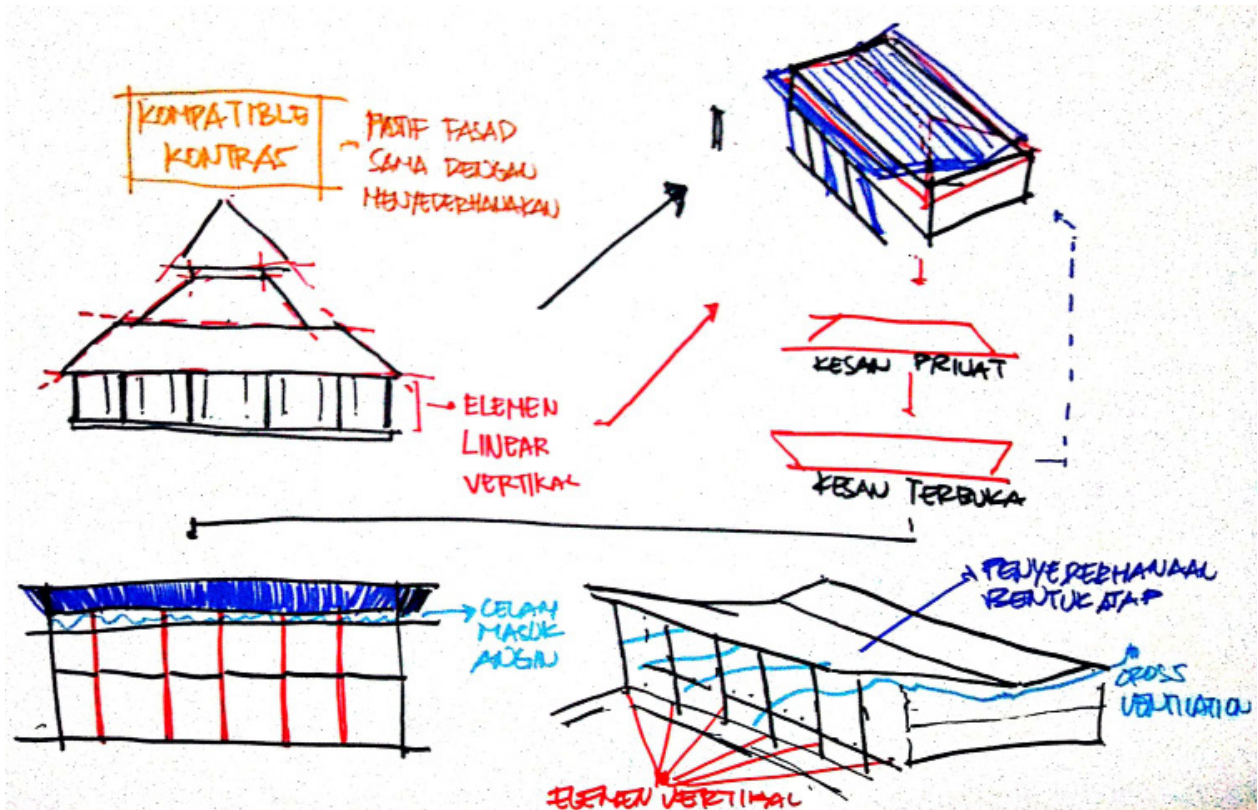 KOMPATIBLE
KONTRAS
MOTIF FASAD
SAMA DENGAN
MENYEDERHANAKAN
ELEMEN
LINEAR
VERTIKAL
KESAN PRIVAT
KESAN TERBUKA
CELAH
MASUK
ANGIN
PENYEDERHANAAN
BENTUK ATAP
CROSS
VENTILATION
ELEMEN VERTIKAL